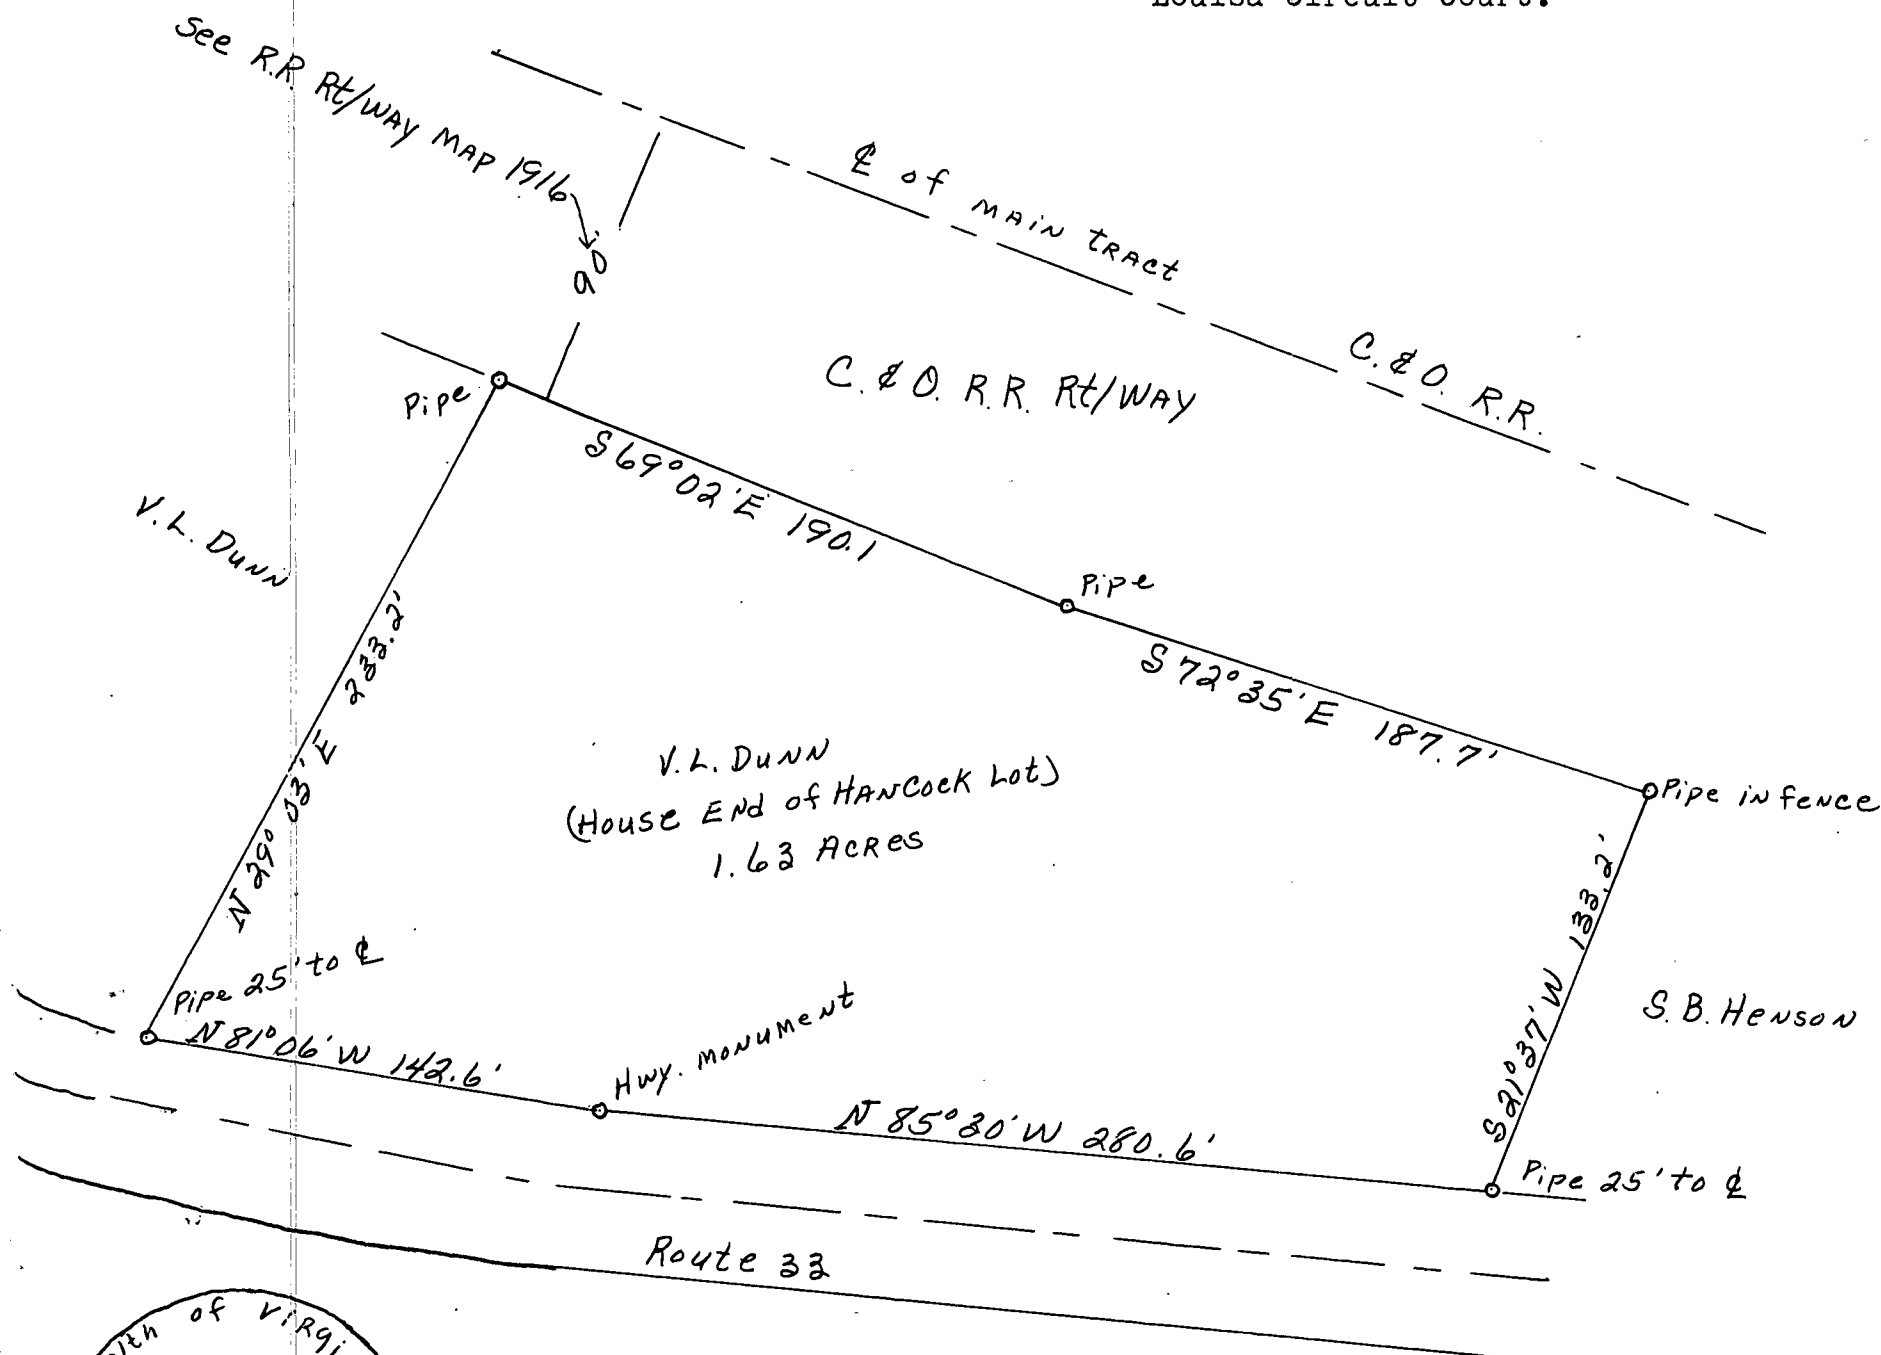 Louisa Circuit Court.
See R.R. Rt/WAY MAP 1916
90'
℄ of MAIN TRACT
C. & O. R.R.
C. & O. R.R. Rt/WAY
Pipe
S 69° 02' E 190.1
Pipe
V.L. DUNN
S 72° 35' E 187.7'
N 29° 03' E 233.2'
V.L. DUNN
(House End of HANCOCK Lot)
1.63 ACRES
Pipe in fence
S 21° 37' W 133.2'
S.B. HENSON
Pipe 25' to ℄
N 81° 06' W 142.6'
Hwy. MONUMENT
N 85° 30' W 280.6'
Pipe 25' to ℄
Route 33
of Virgi